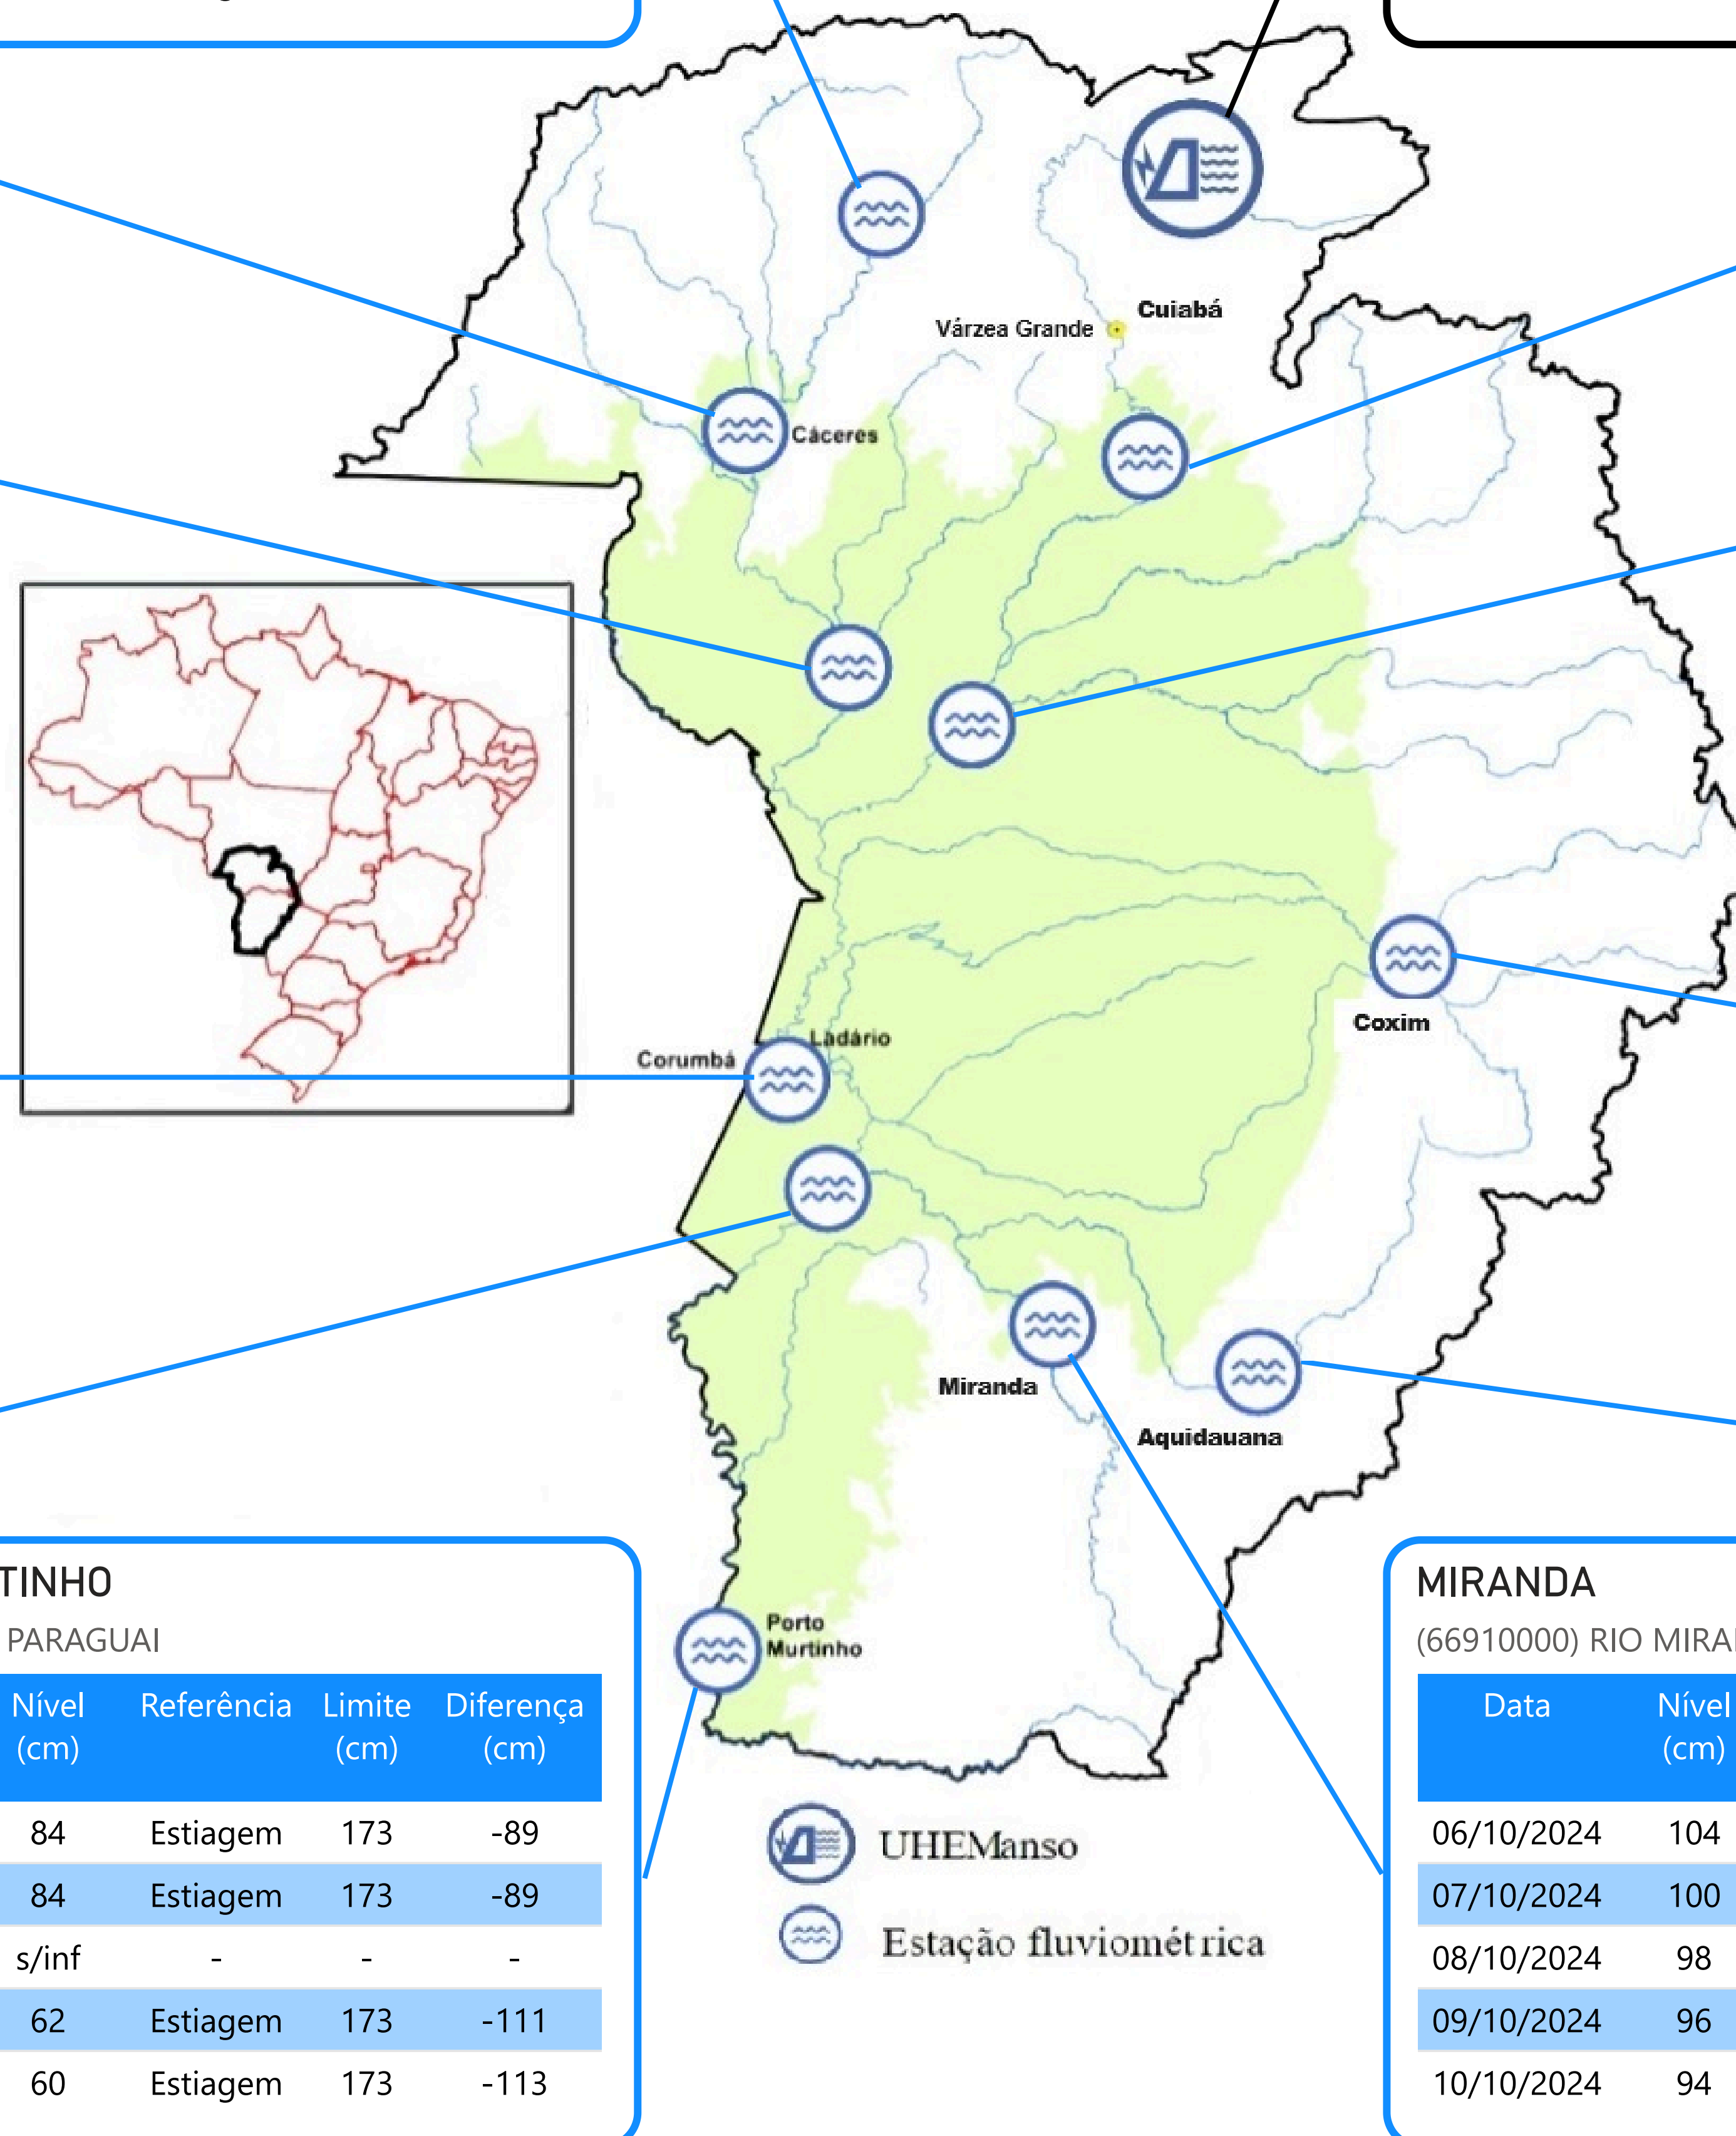 Cuiabá
Várzea Grande
Cáceres
Coxim
Ladário
Corumbá
Miranda
Aquidauana
Porto
Murtinho
UHEManso
Estação fluviométrica
TINHO
PARAGUAI
Nível (cm) Referência Limite (cm) Diferença (cm)
84 Estiagem 173 -89
84 Estiagem 173 -89
s/inf - - -
62 Estiagem 173 -111
60 Estiagem 173 -113
MIRANDA
(66910000) RIO MIRA
Data Nível (cm)
06/10/2024 104
07/10/2024 100
08/10/2024 98
09/10/2024 96
10/10/2024 94